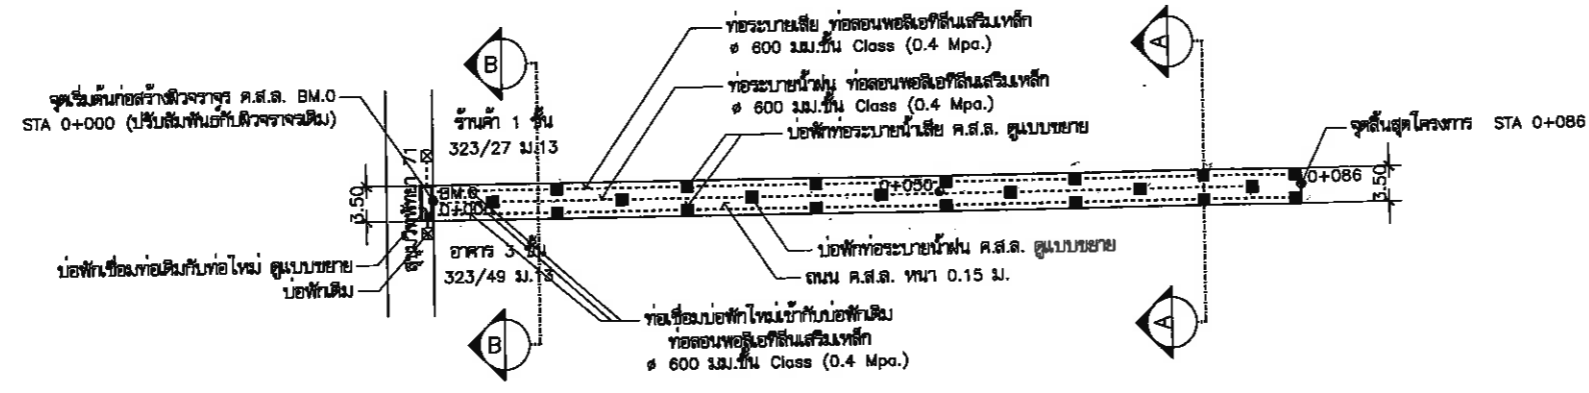 ท่อระบายเสีย ท่อลอนพอลิเอทิลีนเสริมเหล็ก
ø 600 มม.ชั้น Class (0.4 Mpa.)
A
B
ท่อระบายน้ำฝน ท่อลอนพอลิเอทิลีนเสริมเหล็ก
ø 600 มม.ชั้น Class (0.4 Mpa.)
จุดเริ่มต้นก่อสร้างผิวจราจร ค.ส.ล. BM.0
STA 0+000 (ปรับสัมพันธ์กับผิวจราจรเดิม)
ร้านค้า 1 ชั้น
323/27 ม.13
บ่อพักท่อระบายน้ำเสีย ค.ส.ล. ดูแบบขยาย
จุดสิ้นสุดโครงการ STA 0+086
สุขุมวิทพัทยา 71
3.50
BM.0
0+000
0+050
0+086
3.50
อาคาร 3 ชั้น
323/49 ม.13
บ่อพักท่อระบายน้ำฝน ค.ส.ล. ดูแบบขยาย
ถนน ค.ส.ล. หนา 0.15 ม.
บ่อพักเชื่อมท่อเดิมกับท่อใหม่ ดูแบบขยาย
บ่อพักเดิม
ท่อเชื่อมบ่อพักใหม่เข้ากับบ่อพักเดิม
ท่อลอนพอลิเอทิลีนเสริมเหล็ก
ø 600 มม.ชั้น Class (0.4 Mpa.)
B
A